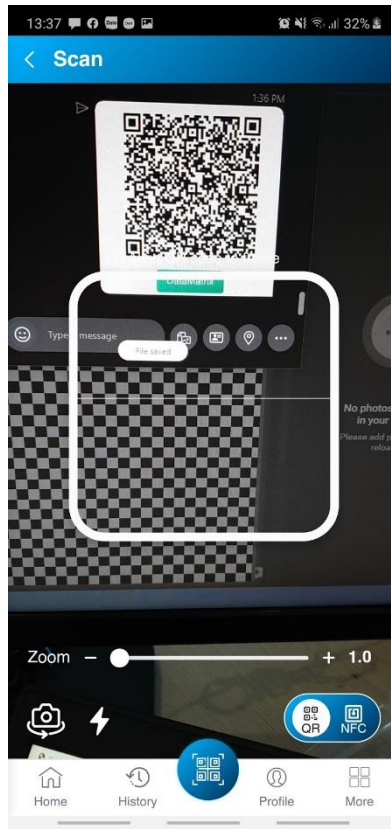 13:37
32%
Scan
1:36 PM
DataMatrix
Type message
File saved
No photos
in your
Please add p
reloa
Zoom − + 1.0
QR NFC
Home History Profile More